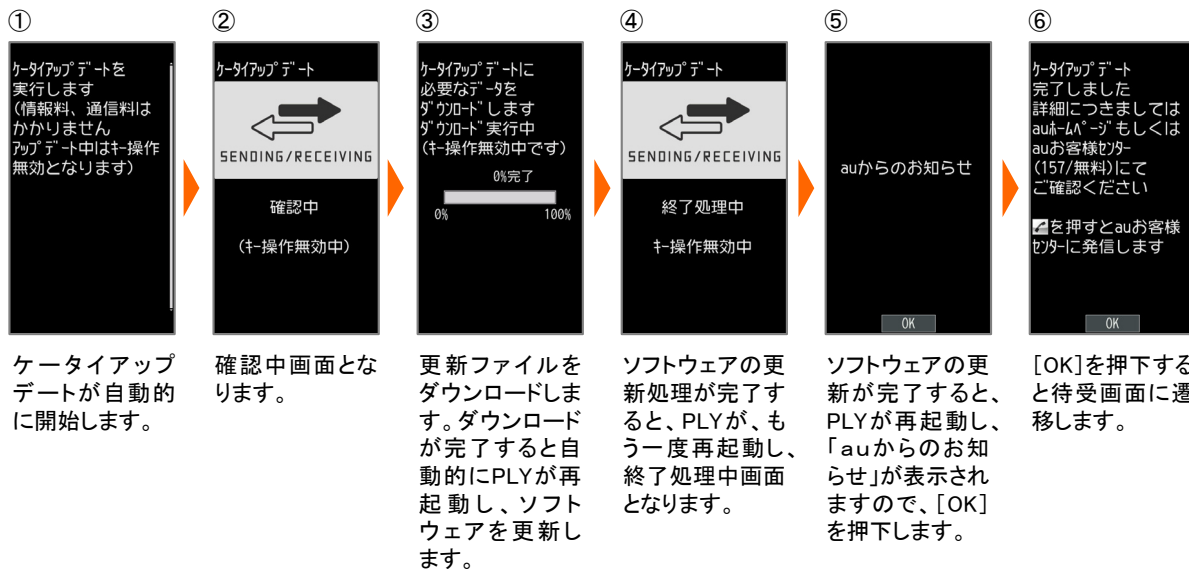 ①
ｹｰﾀｲｱｯﾌﾟﾃﾞｰﾄを
実行します
(情報料、通信料は
かかりません
ｱｯﾌﾟﾃﾞｰﾄ中はｷｰ操作
無効となります)
ケータイアップ
デートが自動的
に開始します。
②
ｹｰﾀｲｱｯﾌﾟﾃﾞｰﾄ
SENDING/RECEIVING
確認中
(ｷｰ操作無効中)
確認中画面とな
ります。
③
ｹｰﾀｲｱｯﾌﾟﾃﾞｰﾄに
必要なﾃﾞｰﾀを
ﾀﾞｳﾝﾛｰﾄﾞします
ﾀﾞｳﾝﾛｰﾄﾞ実行中
(ｷｰ操作無効中です)
0%完了
0% 100%
更新ファイルを
ダウンロードしま
す。ダウンロード
が完了すると自
動的にPLYが再
起動し、ソフト
ウェアを更新し
ます。
④
ｹｰﾀｲｱｯﾌﾟﾃﾞｰﾄ
SENDING/RECEIVING
終了処理中
ｷｰ操作無効中
ソフトウェアの更
新処理が完了す
ると、PLYが、も
う一度再起動し、
終了処理中画面
となります。
⑤
auからのお知らせ
OK
ソフトウェアの更
新が完了すると、
PLYが再起動し、
「auからのお知
らせ」が表示され
ますので、[OK]
を押下します。
⑥
ｹｰﾀｲｱｯﾌﾟﾃﾞｰﾄ
完了しました
詳細につきましては
auﾎｰﾑﾍﾟｰｼﾞもしくは
auお客様ｾﾝﾀｰ
(157/無料)にて
ご確認ください
を押すとauお客様
ｾﾝﾀｰに発信します
OK
[OK]を押下する
と待受画面に遷
移します。